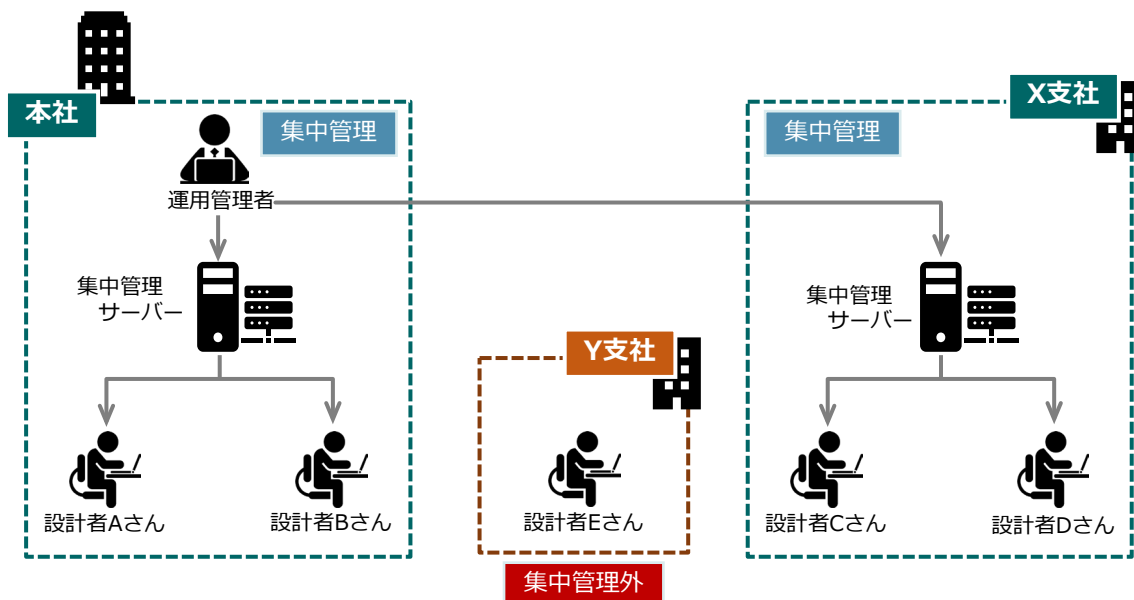 本社
集中管理
運用管理者
集中管理
サーバー
設計者Aさん
設計者Bさん
Y支社
設計者Eさん
集中管理外
X支社
集中管理
集中管理
サーバー
設計者Cさん
設計者Dさん